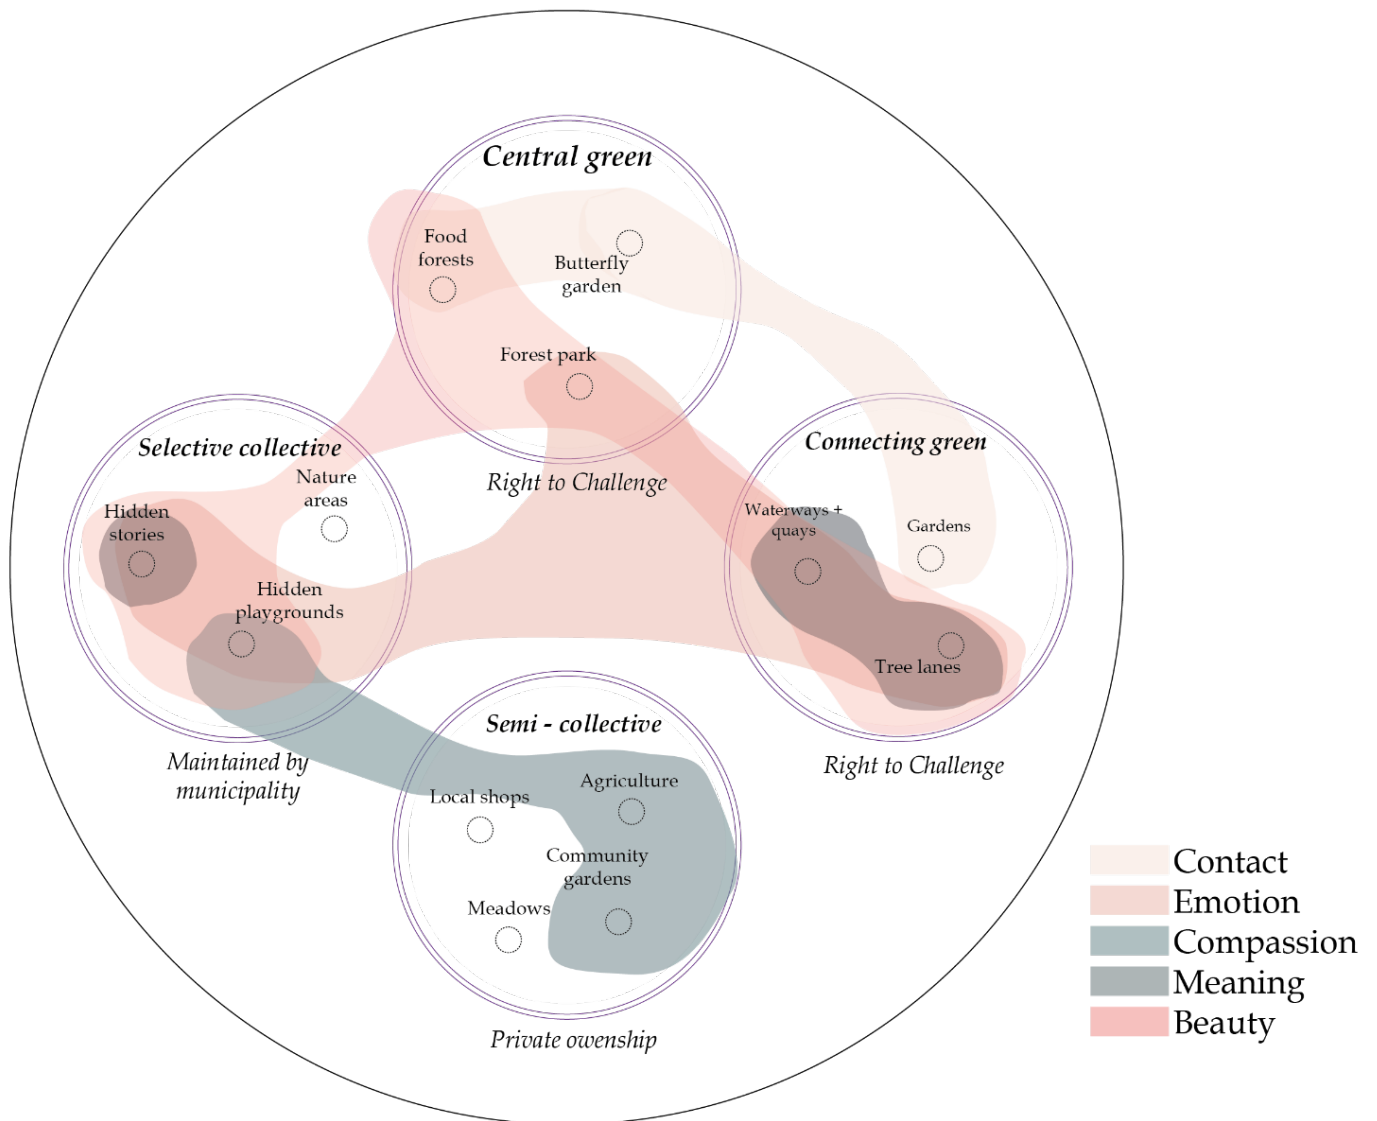 Central green
Food
forests
Butterfly
garden
Forest park
Right to Challenge
Selective collective
Nature
areas
Hidden
stories
Hidden
playgrounds
Maintained by
municipality
Connecting green
Waterways +
quays
Gardens
Tree lanes
Right to Challenge
Semi - collective
Agriculture
Local shops
Community
gardens
Meadows
Private owenship
Contact
Emotion
Compassion
Meaning
Beauty